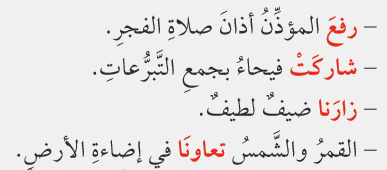 – رفعَ المؤذِّنُ أذانَ صلاةِ الفجرِ.
– شاركَتْ فيحاءُ بجمعِ التَّبرُّعاتِ.
– زارَنا ضيفٌ لطيفٌ.
– القمرُ والشَّمسُ تعاونَا في إضاءةِ الأرضِ.